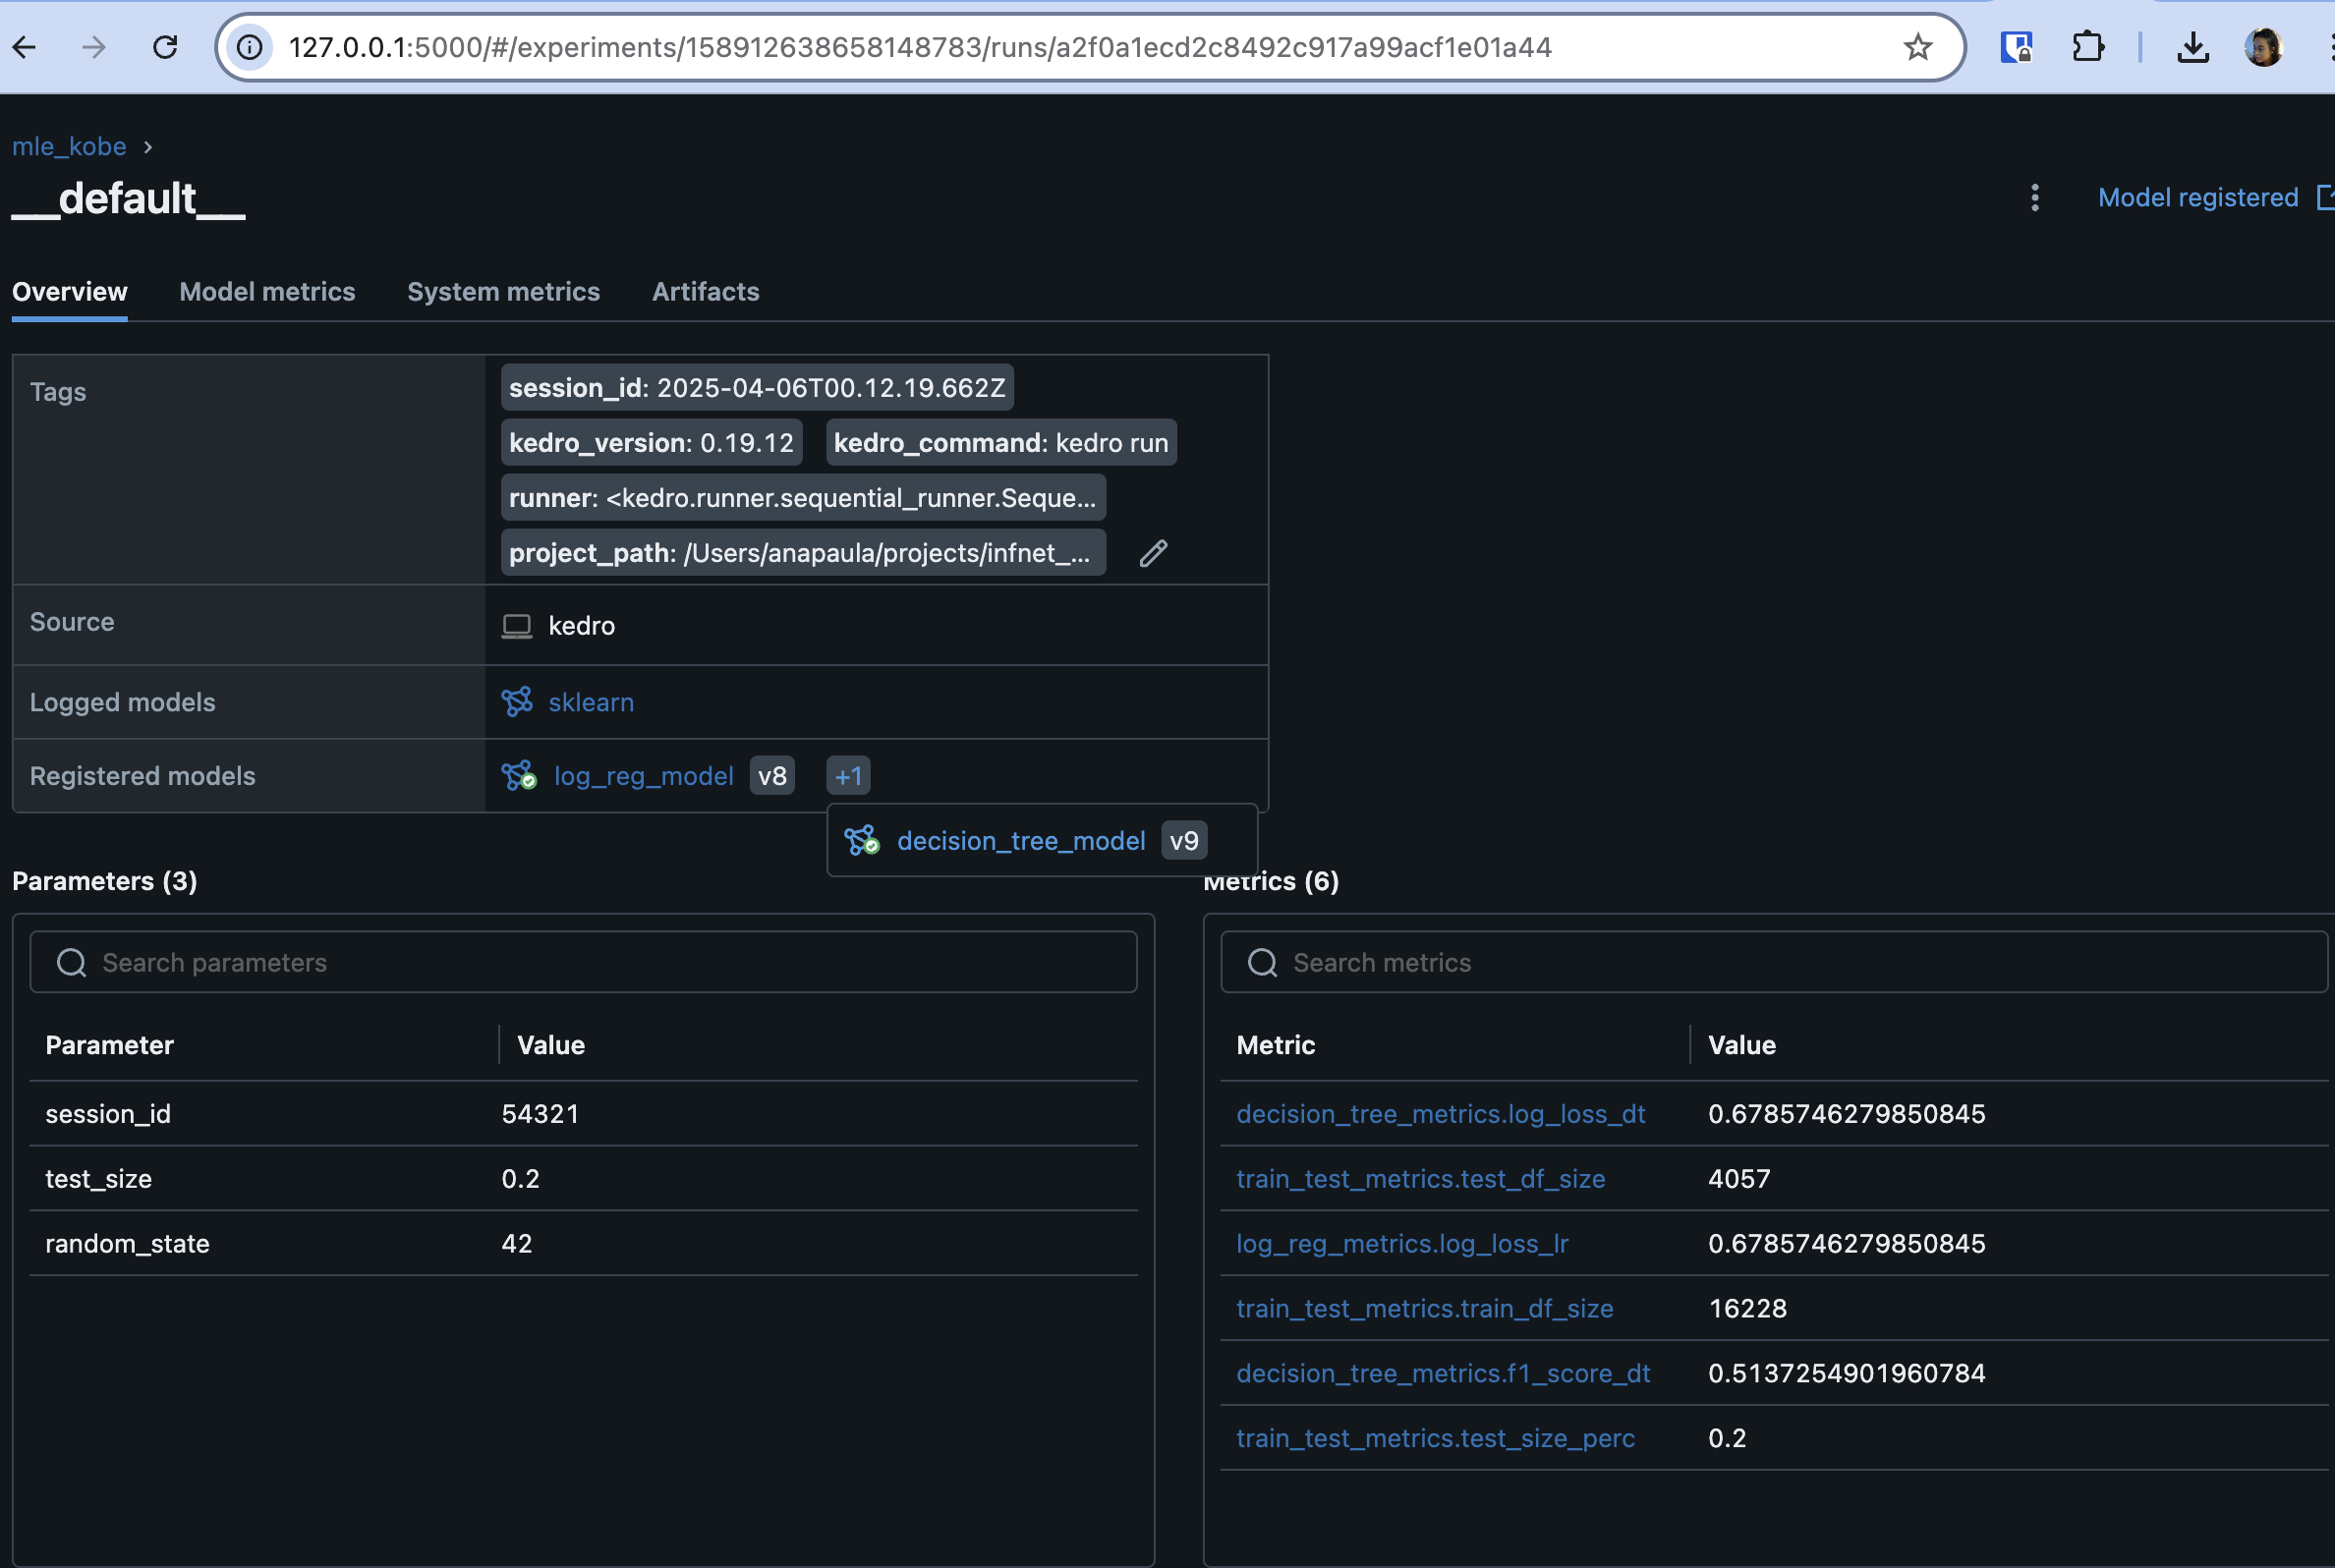 127.0.0.1:5000/#/experiments/158912638658148783/runs/a2f0a1ecd2c8492c917a99acf1e01a44
mle_kobe
__default__
Model registered
Overview Model metrics System metrics Artifacts
Tags
session_id: 2025-04-06T00.12.19.662Z
kedro_version: 0.19.12 kedro_command: kedro run
runner: <kedro.runner.sequential_runner.Seque...
project_path: /Users/anapaula/projects/infnet_...
Source kedro
Logged models sklearn
Registered models log_reg_model v8 +1
decision_tree_model v9
Parameters (3)
Search parameters
Parameter Value
session_id 54321
test_size 0.2
random_state 42
Metrics (6)
Search metrics
Metric Value
decision_tree_metrics.log_loss_dt 0.6785746279850845
train_test_metrics.test_df_size 4057
log_reg_metrics.log_loss_lr 0.6785746279850845
train_test_metrics.train_df_size 16228
decision_tree_metrics.f1_score_dt 0.5137254901960784
train_test_metrics.test_size_perc 0.2